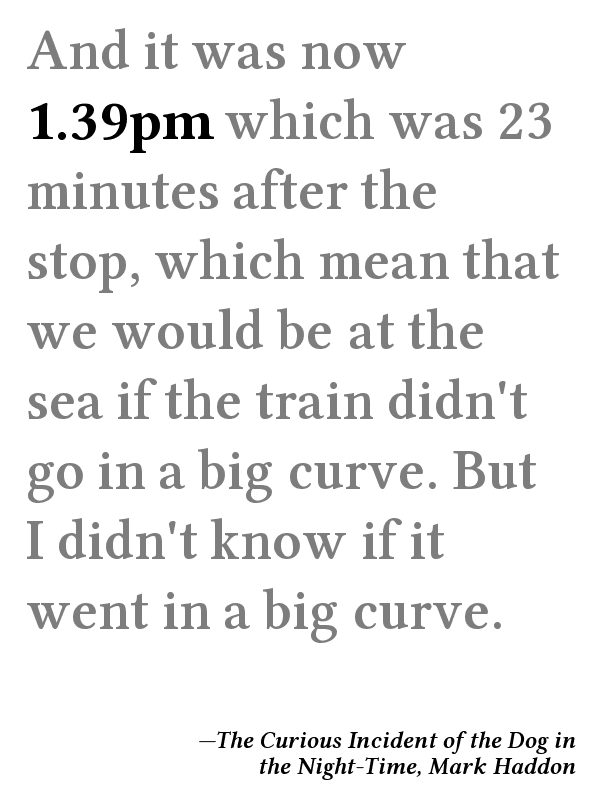 And it was now
1.39pm which was 23
minutes after the
stop, which mean that
we would be at the
sea if the train didn't
go in a big curve. But
I didn't know if it
went in a big curve.
—The Curious Incident of the Dog in
the Night-Time, Mark Haddon